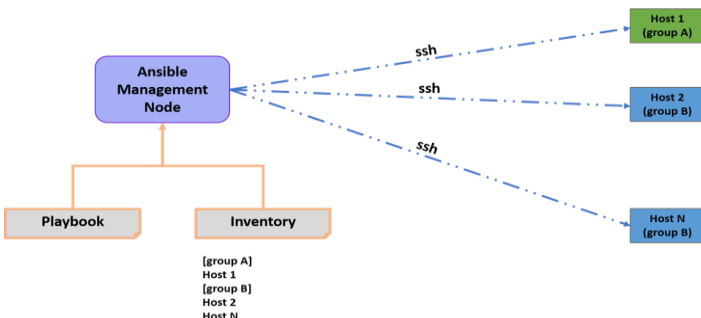 Host 1
(group A)
ssh
Ansible
Management
Node
ssh
Host 2
(group B)
ssh
Playbook
Inventory
Host N
(group B)
[group A]
Host 1
[group B]
Host 2
Host N